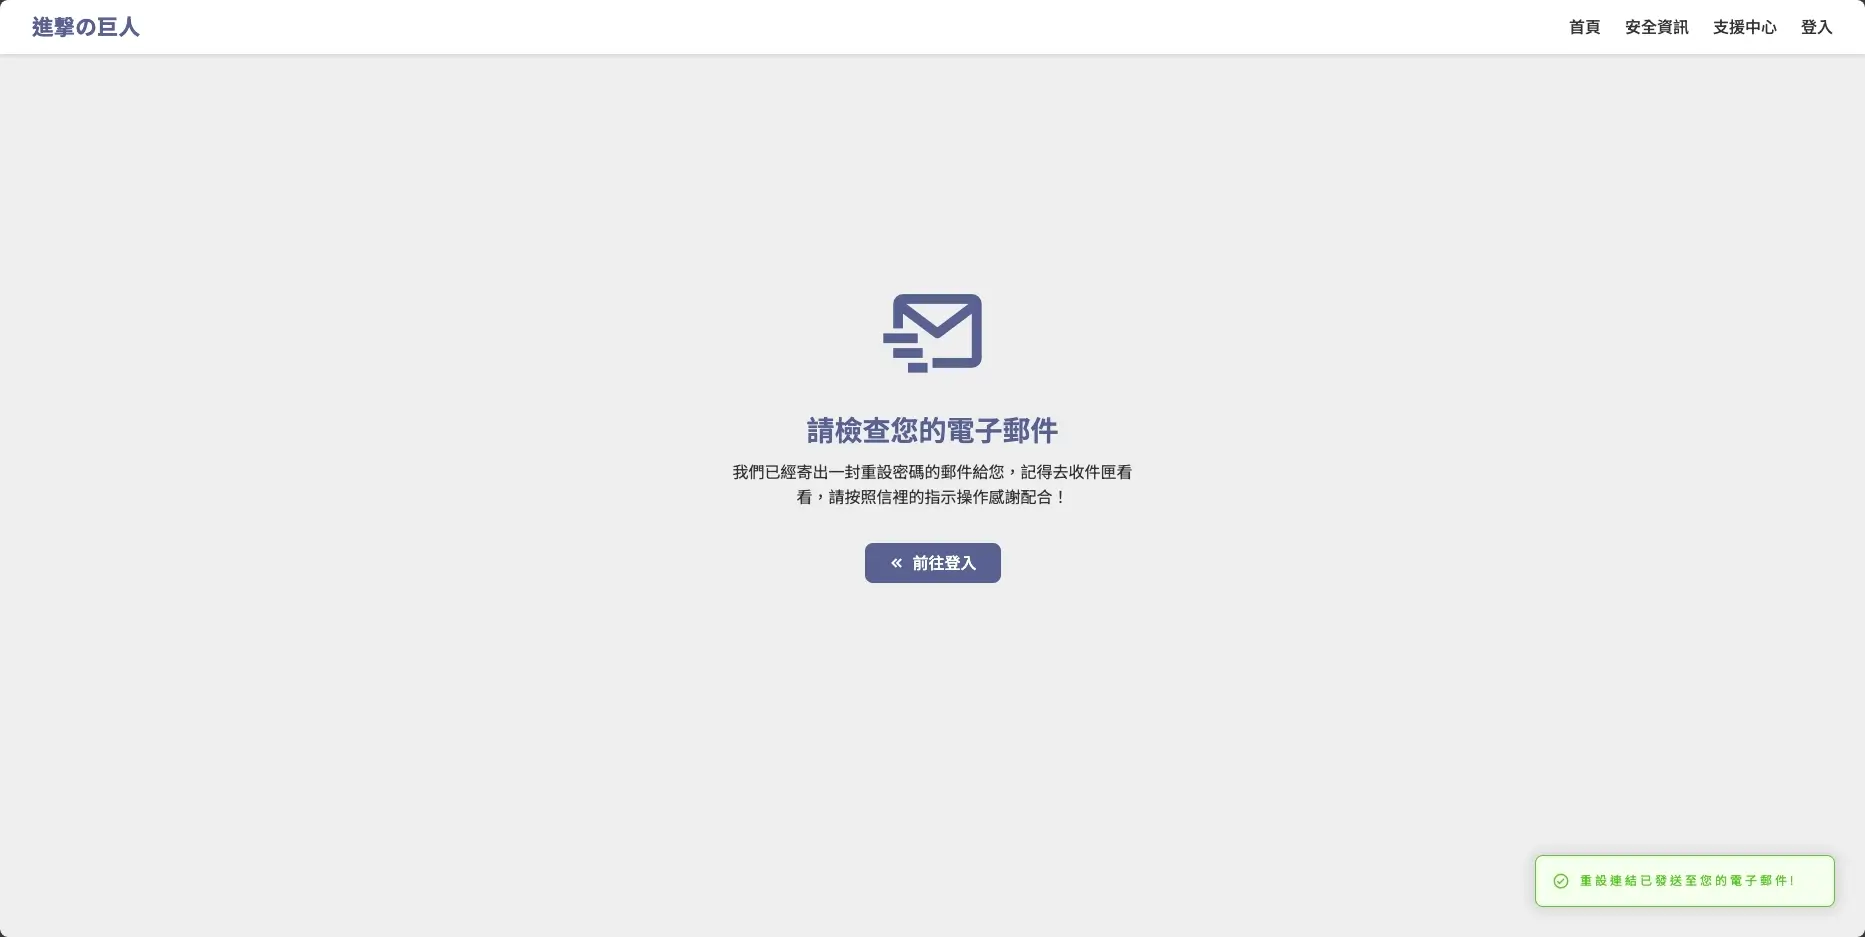 進撃の巨人
首頁 安全資訊 支援中心 登入
請檢查您的電子郵件
我們已經寄出一封重設密碼的郵件給您，記得去收件匣看
看，請按照信裡的指示操作感謝配合！
« 前往登入
重設連結已發送至您的電子郵件!